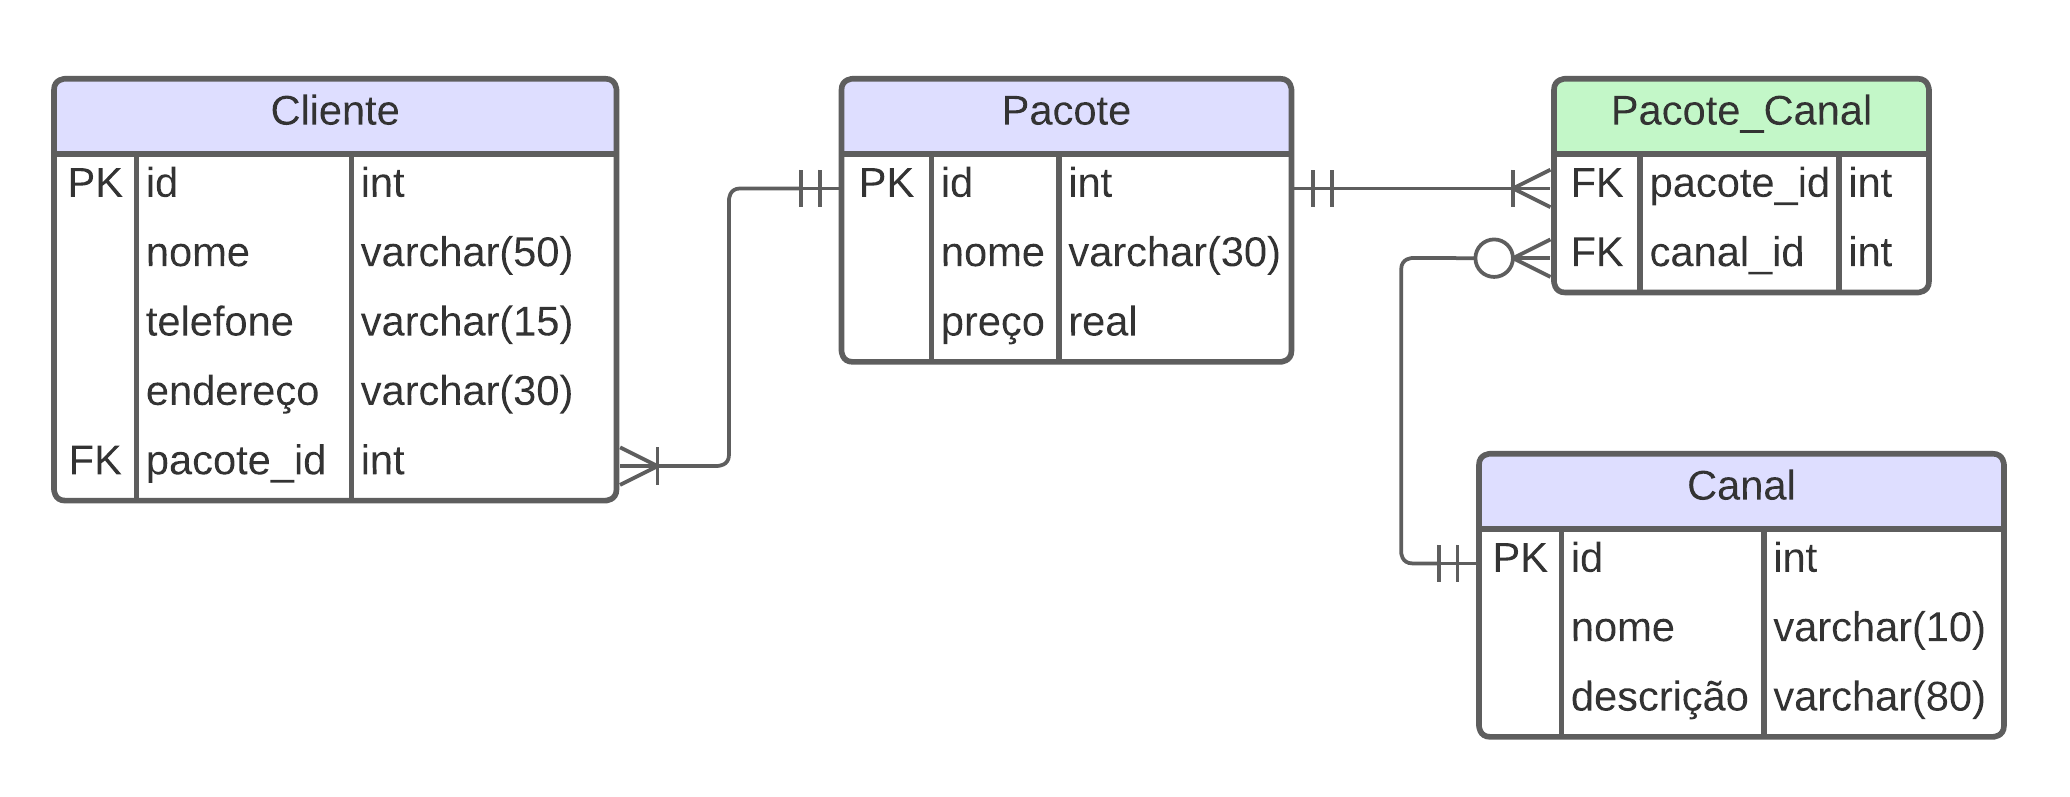 Cliente
PK id int
nome varchar(50)
telefone varchar(15)
endereço varchar(30)
FK pacote_id int
Pacote
PK id int
nome varchar(30)
preço real
Pacote_Canal
FK pacote_id int
FK canal_id int
Canal
PK id int
nome varchar(10)
descrição varchar(80)